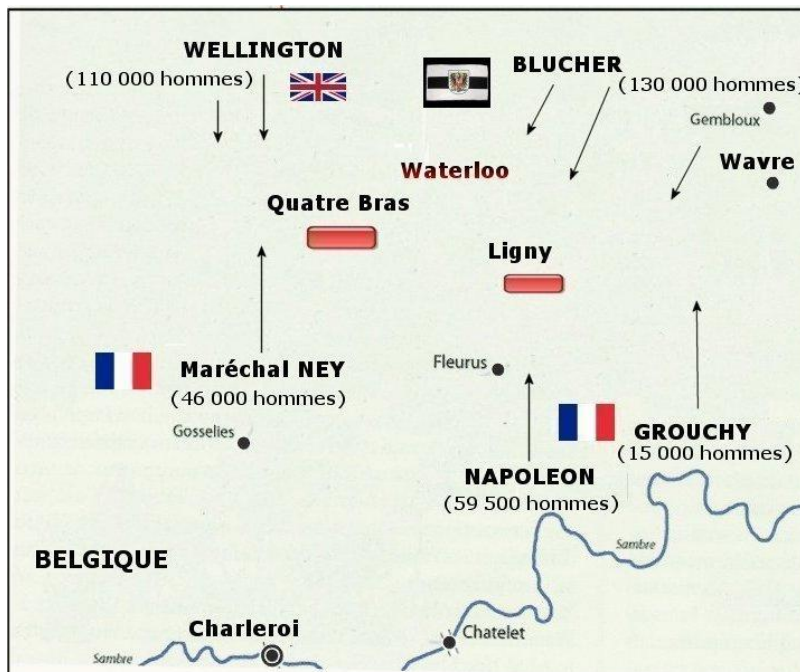 WELLINGTON
(110 000 hommes)
BLUCHER
(130 000 hommes)
Gembloux
Wavre
Waterloo
Quatre Bras
Ligny
Fleurus
Maréchal NEY
(46 000 hommes)
Gosselies
GROUCHY
(15 000 hommes)
NAPOLEON
(59 500 hommes)
Sambre
BELGIQUE
Charleroi
Chatelet
Sambre